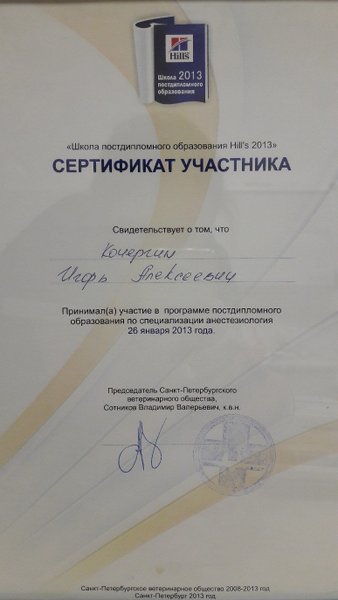 Hill's
Школа 2013
постдипломного
образования
«Школа постдипломного образования Hill's 2013»
СЕРТИФИКАТ УЧАСТНИКА
Свидетельствует о том, что
Кочергин
Игорь Алексеевич
Принимал(а) участие в программе постдипломного
образования по специализации анестезиология
26 января 2013 года.
Председатель Санкт-Петербургского
ветеринарного общества,
Сотников Владимир Валерьевич, к.в.н.
Санкт-Петербургское ветеринарное общество 2008-2013 год
Санкт-Петербург 2013 год